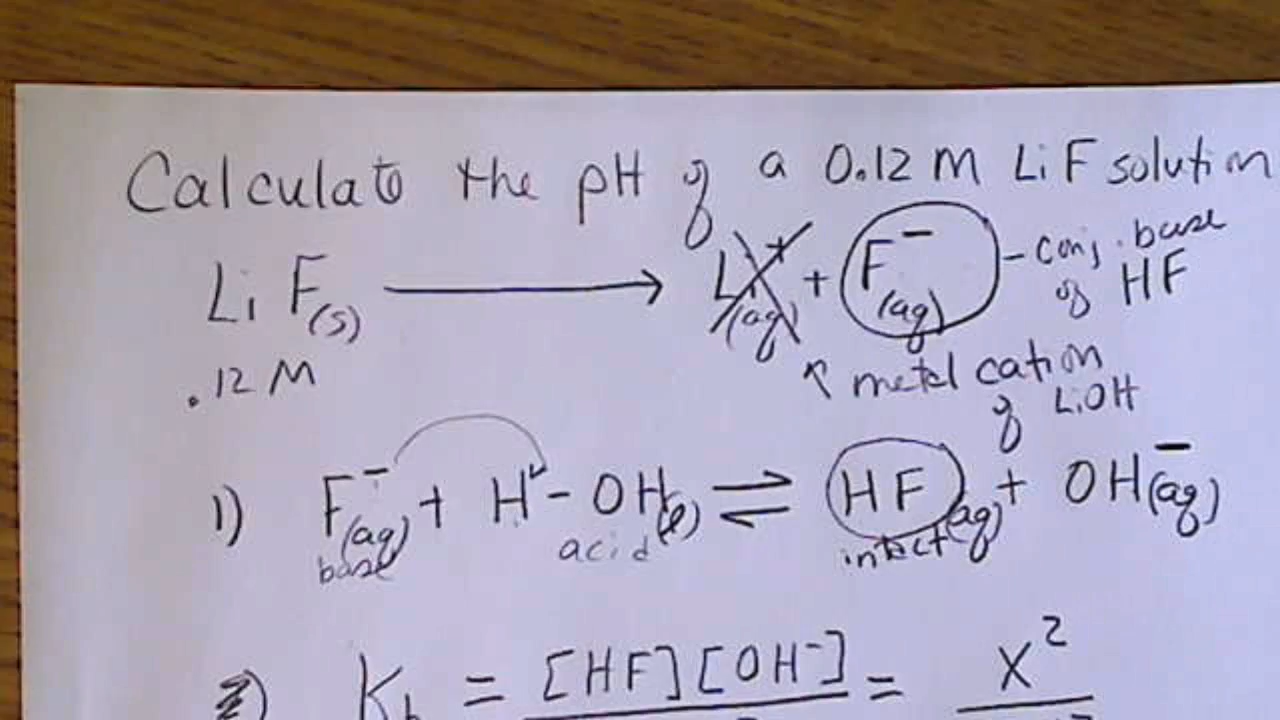 Calculate the pH of a 0.12 M LiF solution
LiF(s) → Li+(aq) + F−(aq) - conj. base of HF
.12 M
↑ metal cation of LiOH
1) F−(aq) + H-OH(l) ⇌ HF(aq) + OH−(aq)
base acid intact
2) Kb = [HF][OH−] = x²